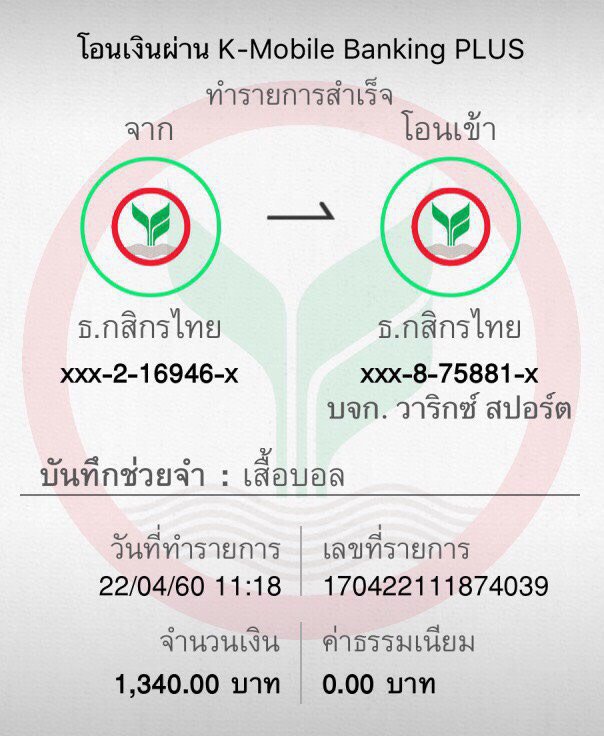 โอนเงินผ่าน K-Mobile Banking PLUS
ทำรายการสำเร็จ
จาก
โอนเข้า
ธ.กสิกรไทย
ธ.กสิกรไทย
xxx-2-16946-x
xxx-8-75881-x
บจก. วาริกซ์ สปอร์ต
บันทึกช่วยจำ : เสื้อบอล
วันที่ทำรายการ
เลขที่รายการ
22/04/60 11:18
170422111874039
จำนวนเงิน
ค่าธรรมเนียม
1,340.00 บาท
0.00 บาท